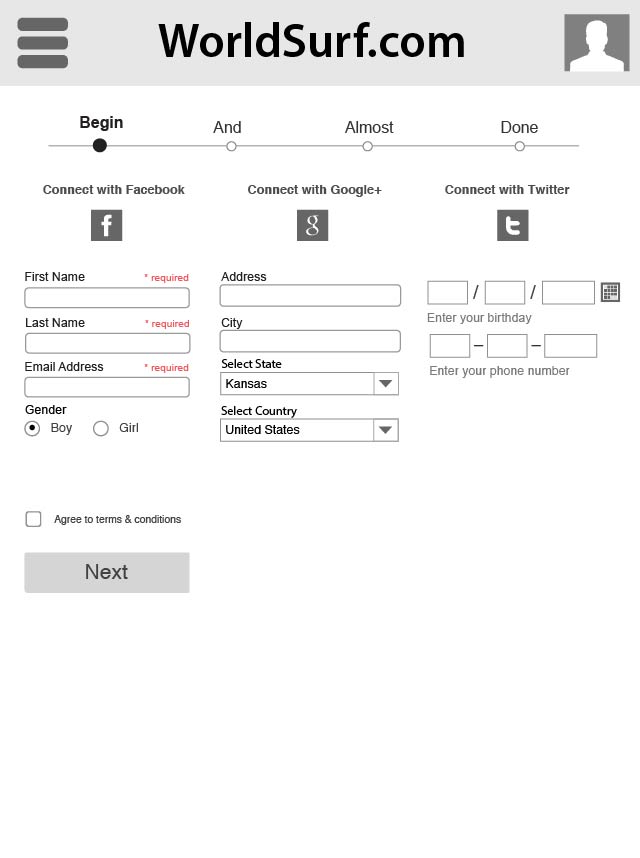 WorldSurf.com
Begin
And
Almost
Done
Connect with Facebook
Connect with Google+
Connect with Twitter
f
g
t
First Name * required
Last Name * required
Email Address * required
Gender
Boy
Girl
Address
City
Select State
Kansas
Select Country
United States
/ /
Enter your birthday
– –
Enter your phone number
Agree to terms & conditions
Next